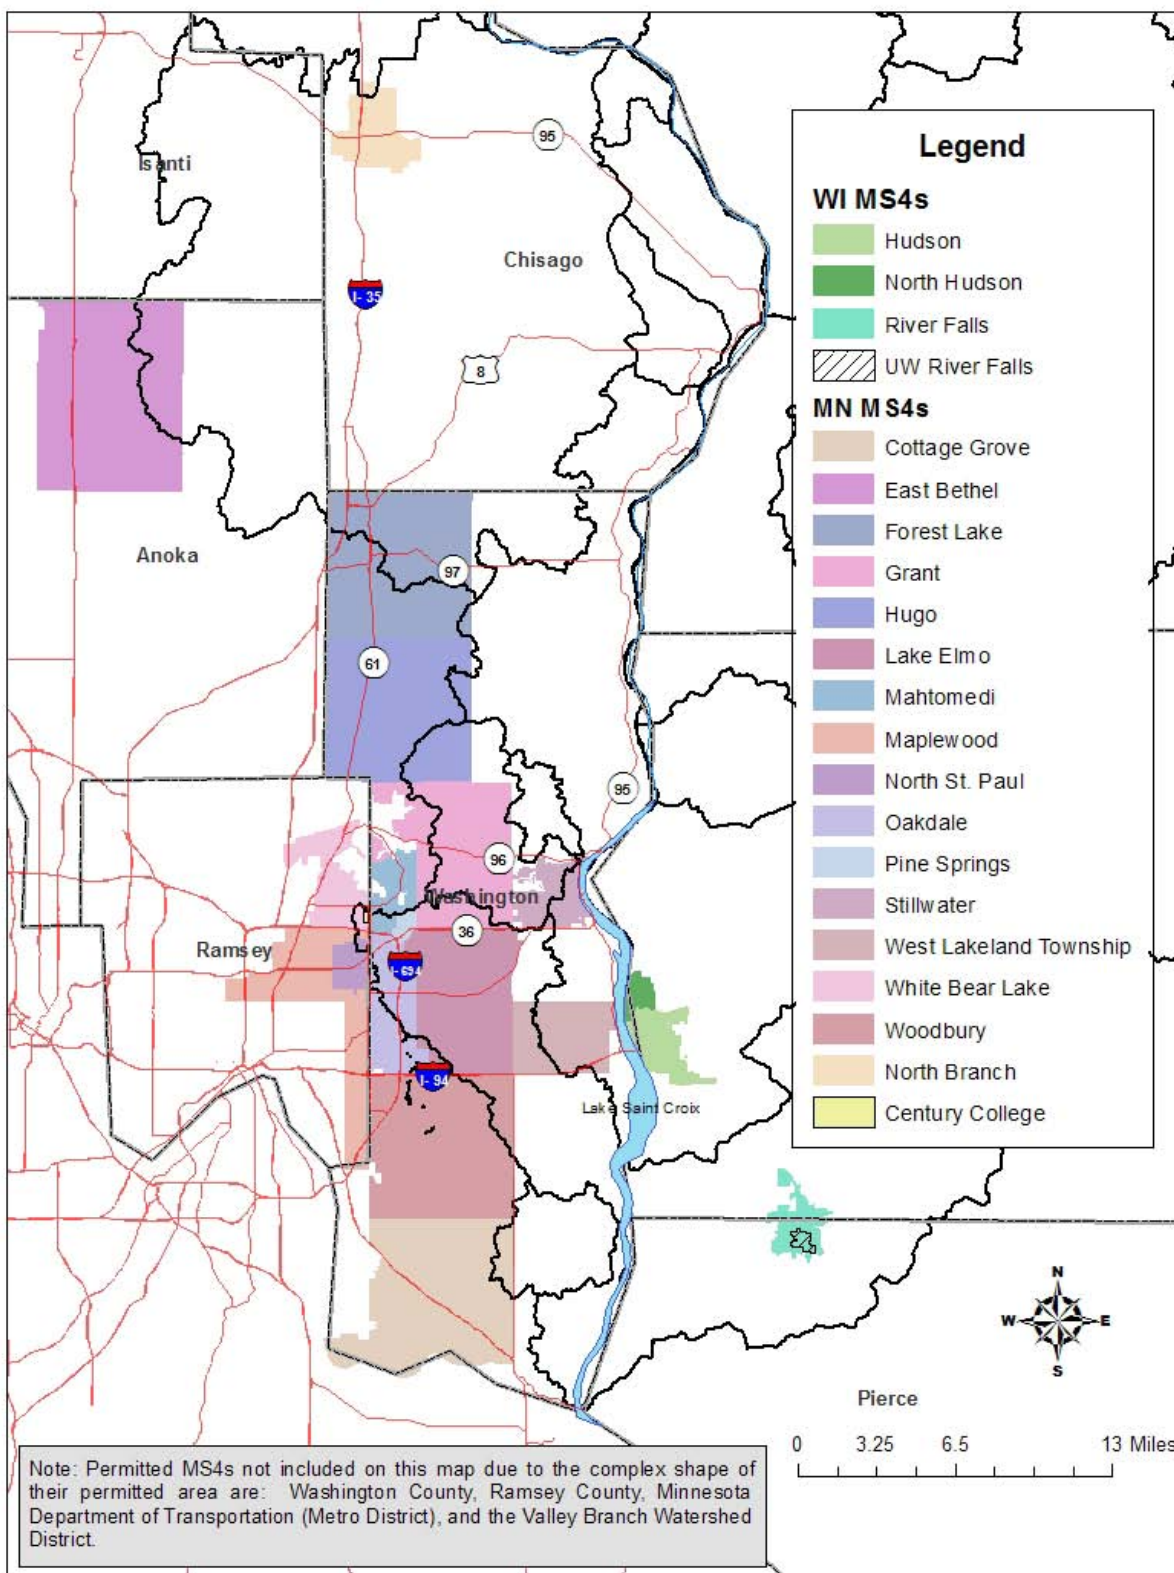 95
Isanti
Chisago
I- 35
8
Anoka
97
61
95
96
Washington
36
Ramsey
I-694
I- 94
Lake Saint Croix
Pierce
Legend
WI MS4s
Hudson
North Hudson
River Falls
UW River Falls
MN MS4s
Cottage Grove
East Bethel
Forest Lake
Grant
Hugo
Lake Elmo
Mahtomedi
Maplewood
North St. Paul
Oakdale
Pine Springs
Stillwater
West Lakeland Township
White Bear Lake
Woodbury
North Branch
Century College
N
W E
S
0 3.25 6.5 13 Miles
Note: Permitted MS4s not included on this map due to the complex shape of
their permitted area are: Washington County, Ramsey County, Minnesota
Department of Transportation (Metro District), and the Valley Branch Watershed
District.